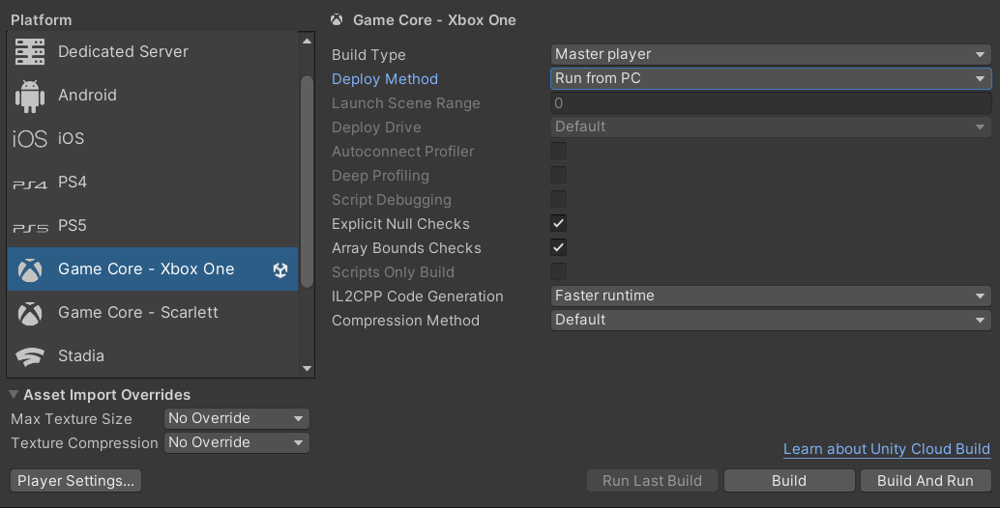 Platform
Dedicated Server
Android
iOS iOS
PS4 PS4
PS5 PS5
Game Core - Xbox One
Game Core - Scarlett
Stadia
Asset Import Overrides
Max Texture Size No Override
Texture Compression No Override
Player Settings...
Game Core - Xbox One
Build Type Master player
Deploy Method Run from PC
Launch Scene Range 0
Deploy Drive Default
Autoconnect Profiler
Deep Profiling
Script Debugging
Explicit Null Checks
Array Bounds Checks
Scripts Only Build
IL2CPP Code Generation Faster runtime
Compression Method Default
Learn about Unity Cloud Build
Run Last Build Build Build And Run